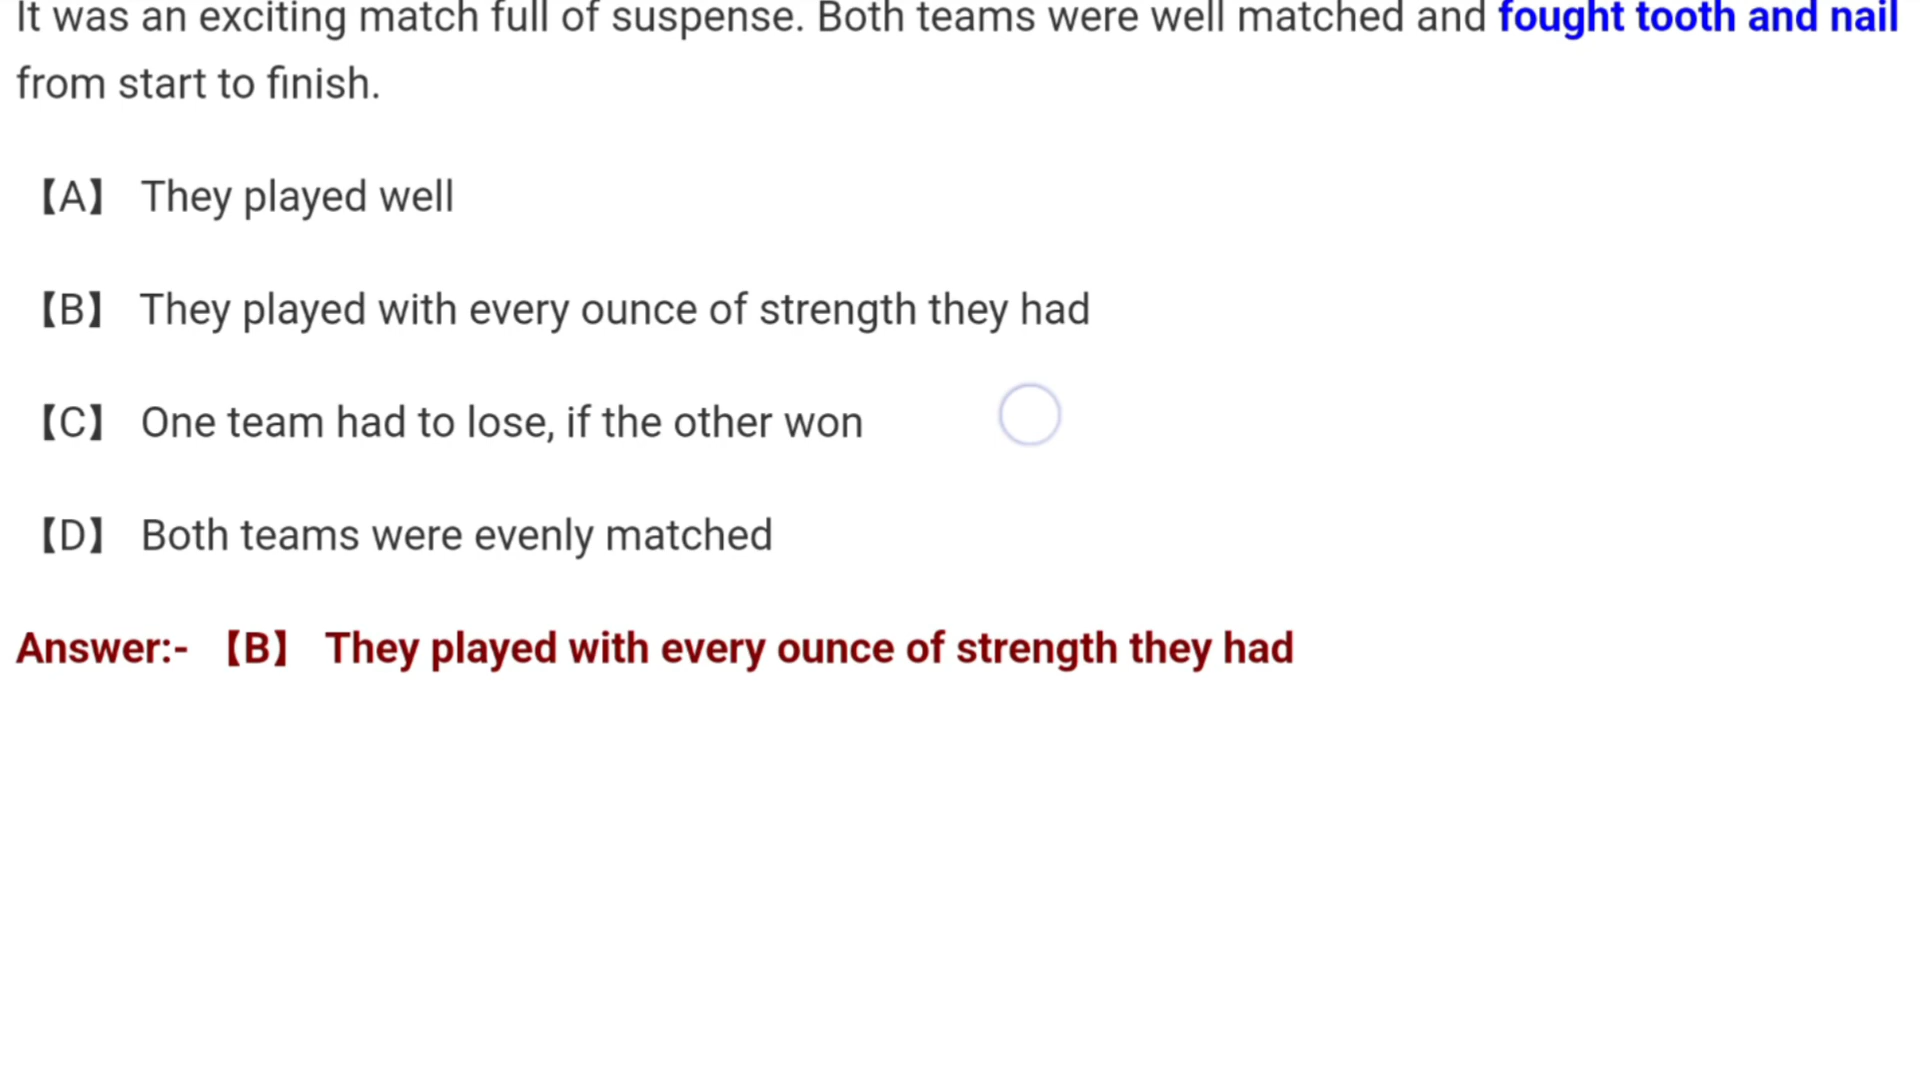 It was an exciting match full of suspense. Both teams were well matched and fought tooth and nail
from start to finish.
【A】 They played well
【B】 They played with every ounce of strength they had
【C】 One team had to lose, if the other won
【D】 Both teams were evenly matched
Answer:- 【B】 They played with every ounce of strength they had